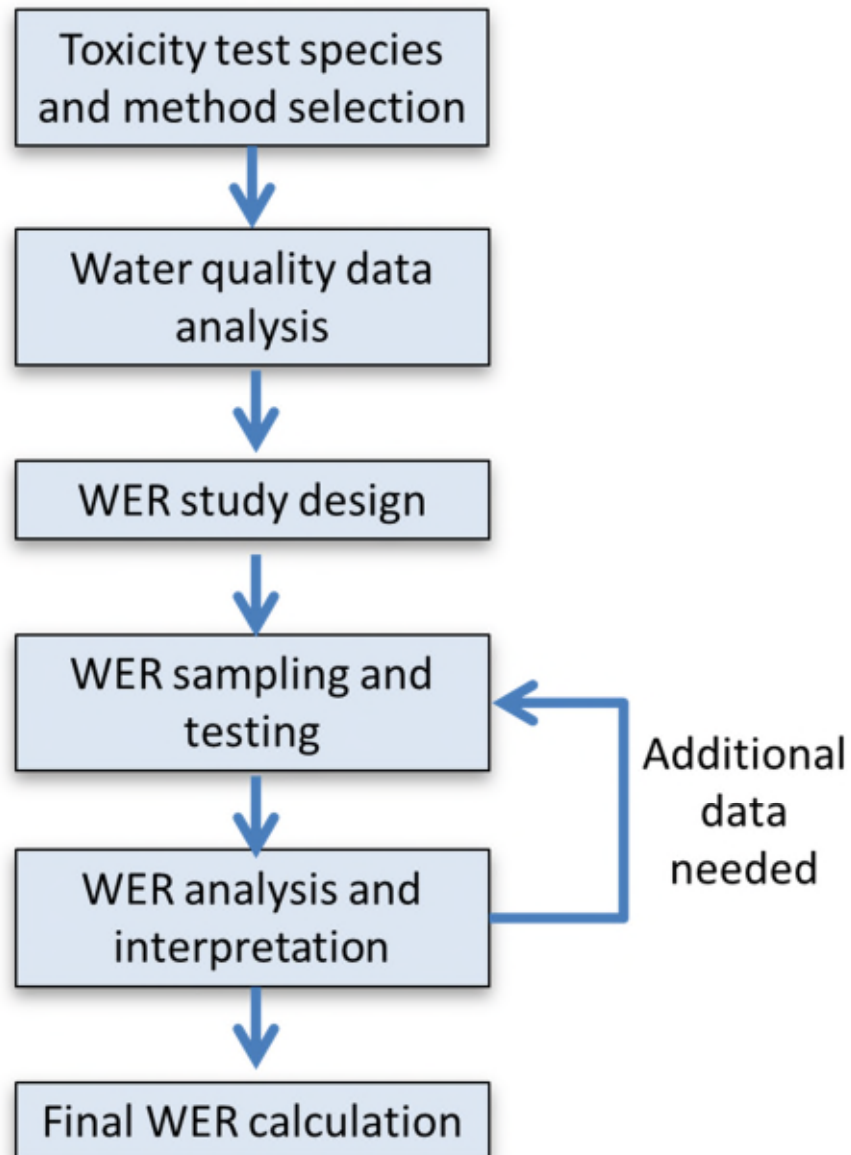 Toxicity test species
and method selection
Water quality data
analysis
WER study design
WER sampling and
testing
Additional
data
needed
WER analysis and
interpretation
Final WER calculation